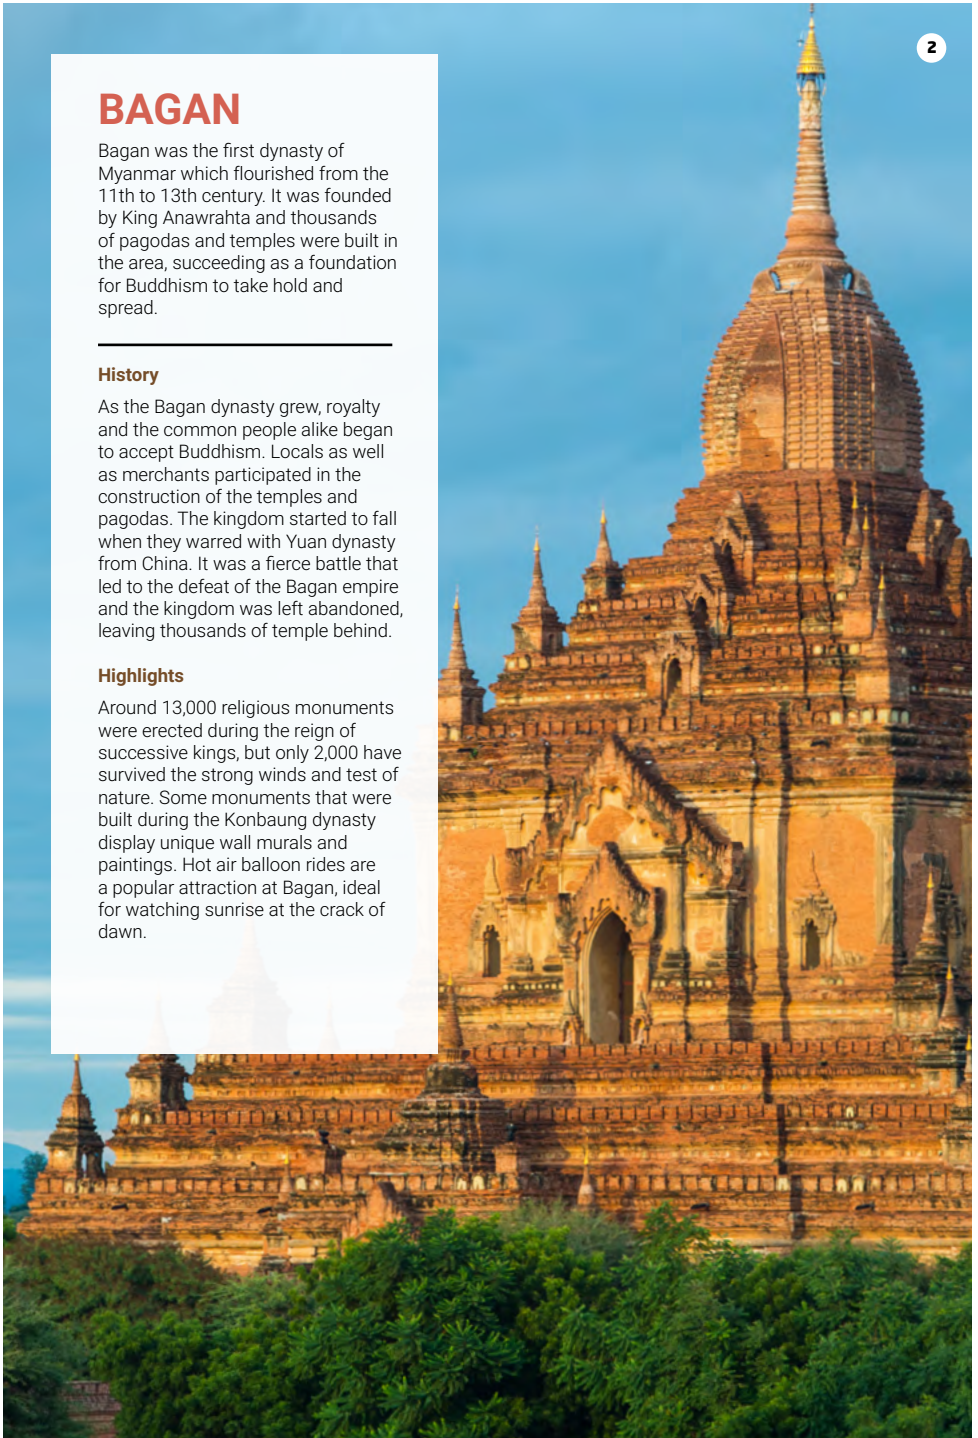 2
BAGAN
Bagan was the first dynasty of
Myanmar which flourished from the
11th to 13th century. It was founded
by King Anawrahta and thousands
of pagodas and temples were built in
the area, succeeding as a foundation
for Buddhism to take hold and
spread.
History
As the Bagan dynasty grew, royalty
and the common people alike began
to accept Buddhism. Locals as well
as merchants participated in the
construction of the temples and
pagodas. The kingdom started to fall
when they warred with Yuan dynasty
from China. It was a fierce battle that
led to the defeat of the Bagan empire
and the kingdom was left abandoned,
leaving thousands of temple behind.
Highlights
Around 13,000 religious monuments
were erected during the reign of
successive kings, but only 2,000 have
survived the strong winds and test of
nature. Some monuments that were
built during the Konbaung dynasty
display unique wall murals and
paintings. Hot air balloon rides are
a popular attraction at Bagan, ideal
for watching sunrise at the crack of
dawn.